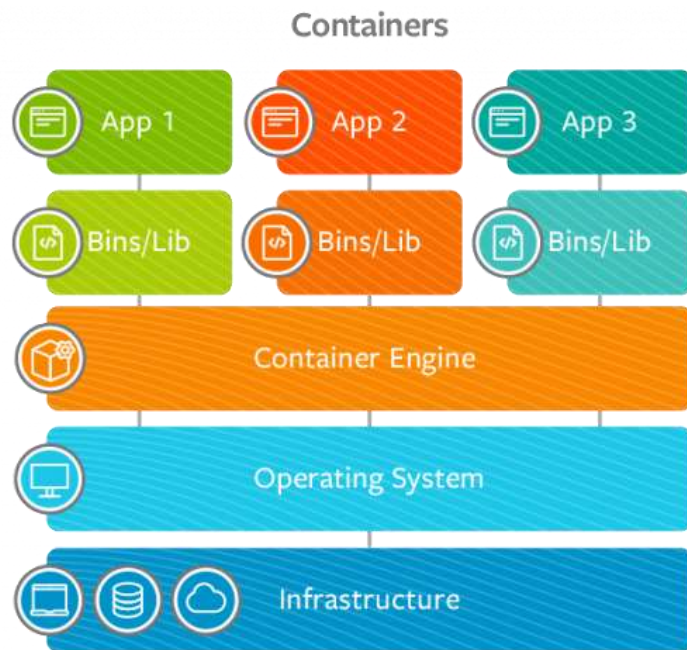 Containers
App 1
App 2
App 3
Bins/Lib
Bins/Lib
Bins/Lib
Container Engine
Operating System
Infrastructure